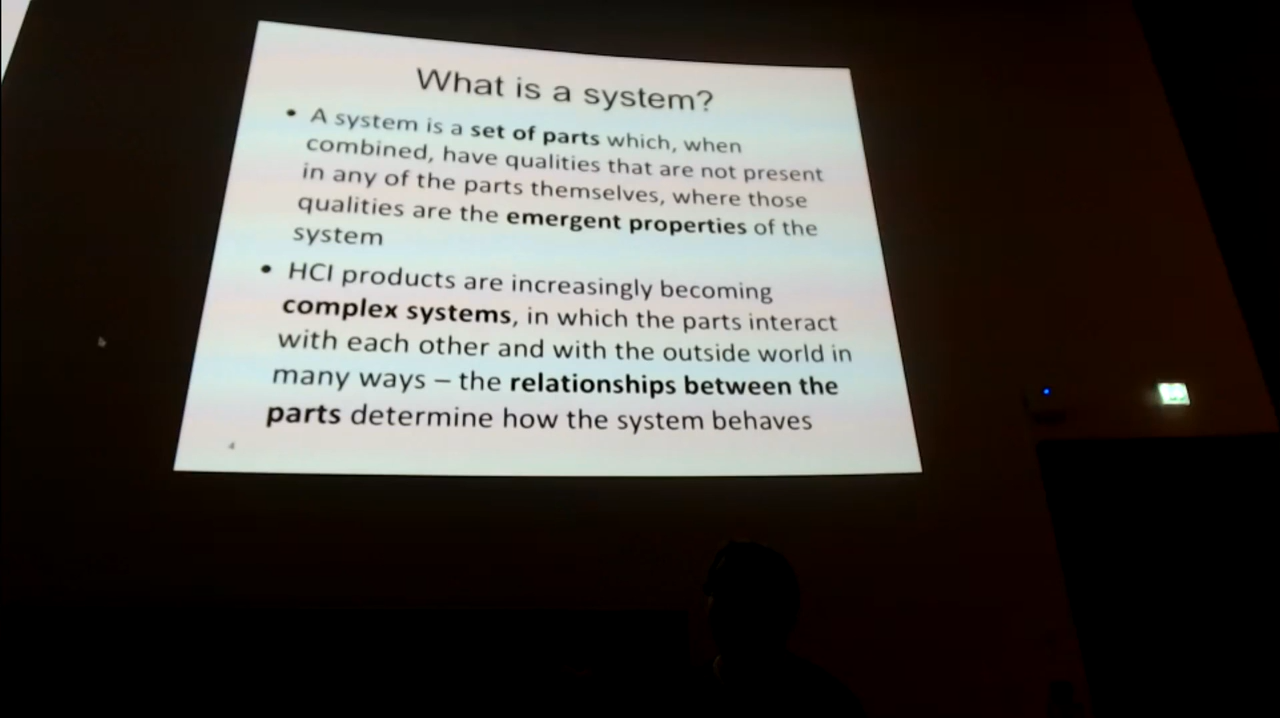 What is a system?
• A system is a set of parts which, when
combined, have qualities that are not present
in any of the parts themselves, where those
qualities are the emergent properties of the
system
• HCI products are increasingly becoming
complex systems, in which the parts interact
with each other and with the outside world in
many ways – the relationships between the
parts determine how the system behaves
4